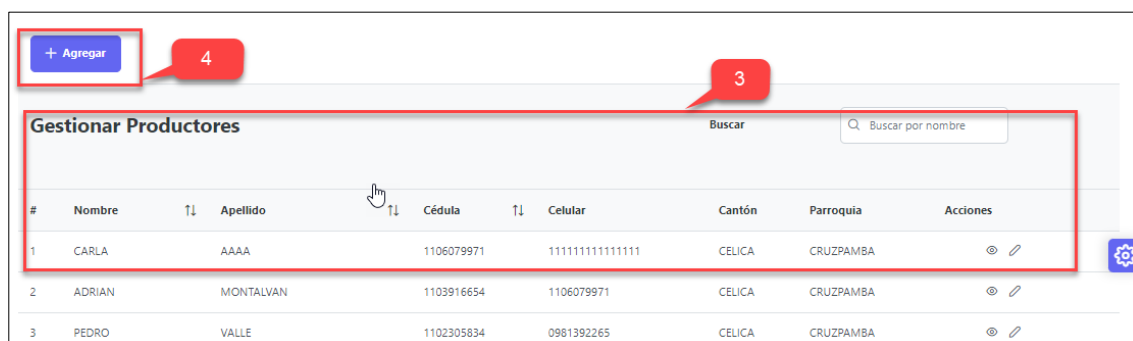 + Agregar
4
3
Gestionar Productores Buscar Buscar por nombre
# Nombre Apellido Cédula Celular Cantón Parroquia Acciones
1 CARLA AAAA 1106079971 111111111111111 CELICA CRUZPAMBA
2 ADRIAN MONTALVAN 1103916654 1106079971 CELICA CRUZPAMBA
3 PEDRO VALLE 1102305834 0981392265 CELICA CRUZPAMBA